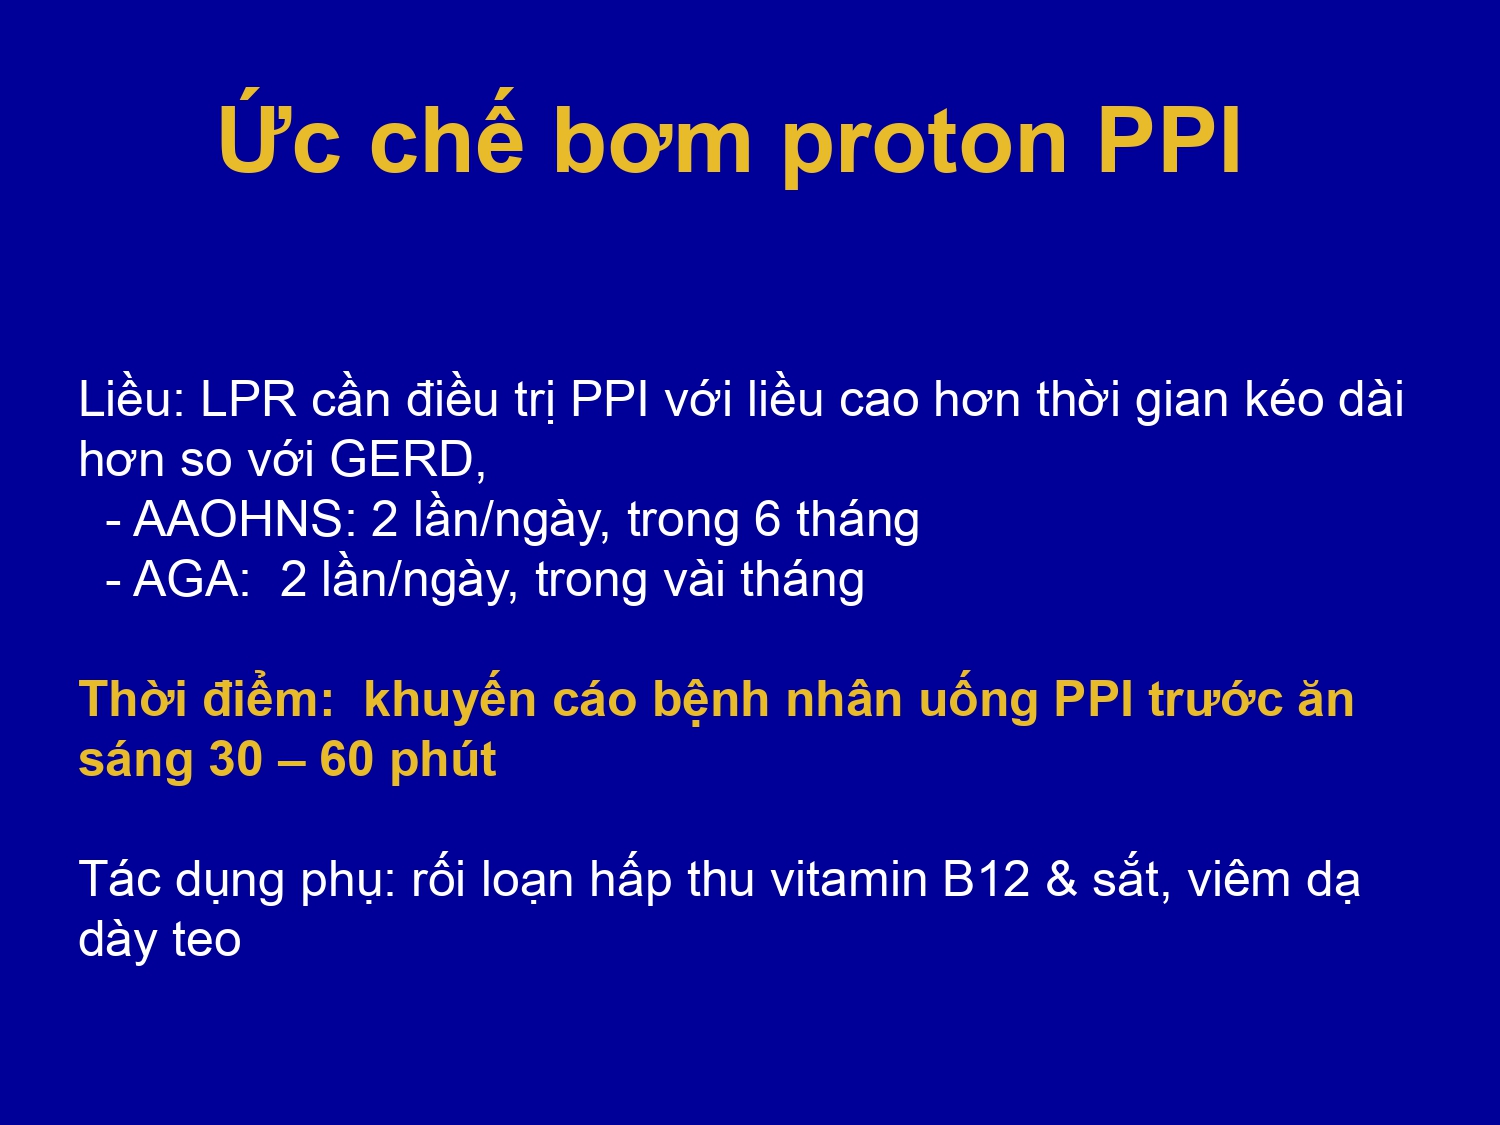 Ức chế bơm proton PPI
Liều: LPR cần điều trị PPI với liều cao hơn thời gian kéo dài
hơn so với GERD,
- AAOHNS: 2 lần/ngày, trong 6 tháng
- AGA: 2 lần/ngày, trong vài tháng
Thời điểm: khuyến cáo bệnh nhân uống PPI trước ăn
sáng 30 – 60 phút
Tác dụng phụ: rối loạn hấp thu vitamin B12 & sắt, viêm dạ
dày teo